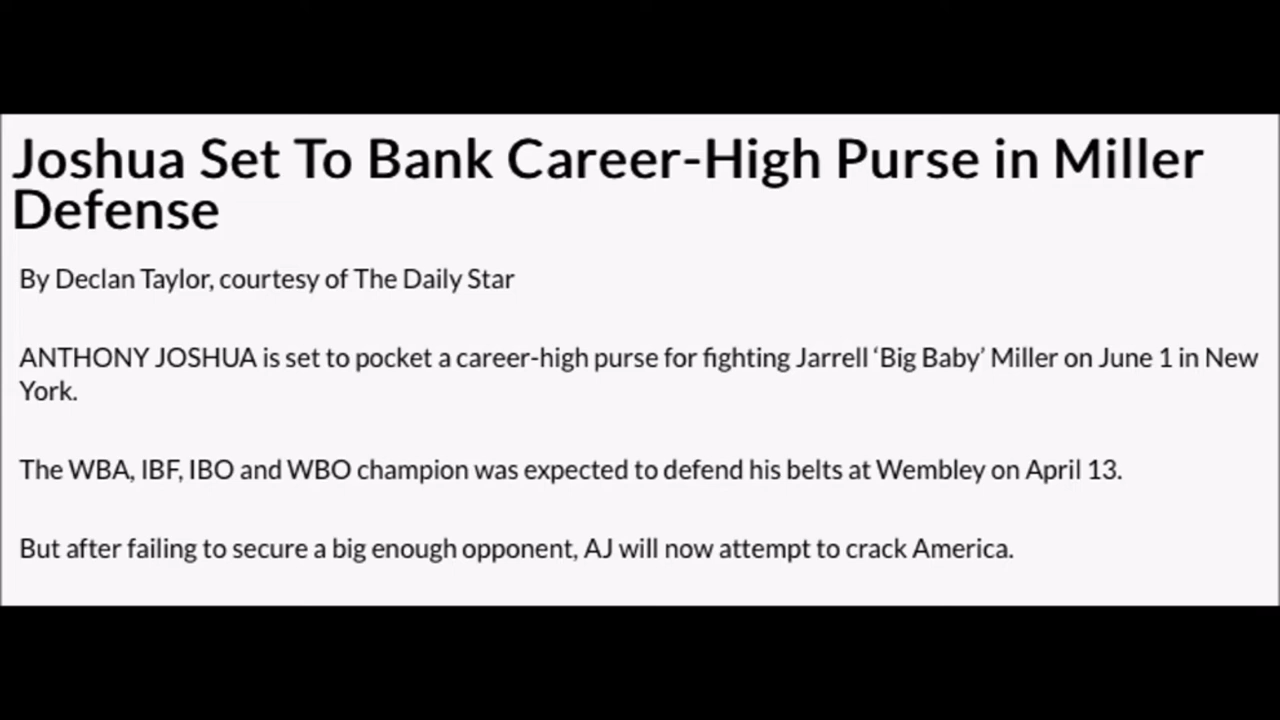 Joshua Set To Bank Career-High Purse in Miller
Defense
By Declan Taylor, courtesy of The Daily Star
ANTHONY JOSHUA is set to pocket a career-high purse for fighting Jarrell ‘Big Baby’ Miller on June 1 in New
York.
The WBA, IBF, IBO and WBO champion was expected to defend his belts at Wembley on April 13.
But after failing to secure a big enough opponent, AJ will now attempt to crack America.